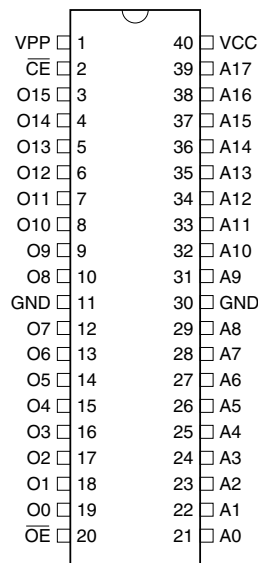 VPP 1 40 VCC
CE 2 39 A17
O15 3 38 A16
O14 4 37 A15
O13 5 36 A14
O12 6 35 A13
O11 7 34 A12
O10 8 33 A11
O9 9 32 A10
O8 10 31 A9
GND 11 30 GND
O7 12 29 A8
O6 13 28 A7
O5 14 27 A6
O4 15 26 A5
O3 16 25 A4
O2 17 24 A3
O1 18 23 A2
O0 19 22 A1
OE 20 21 A0